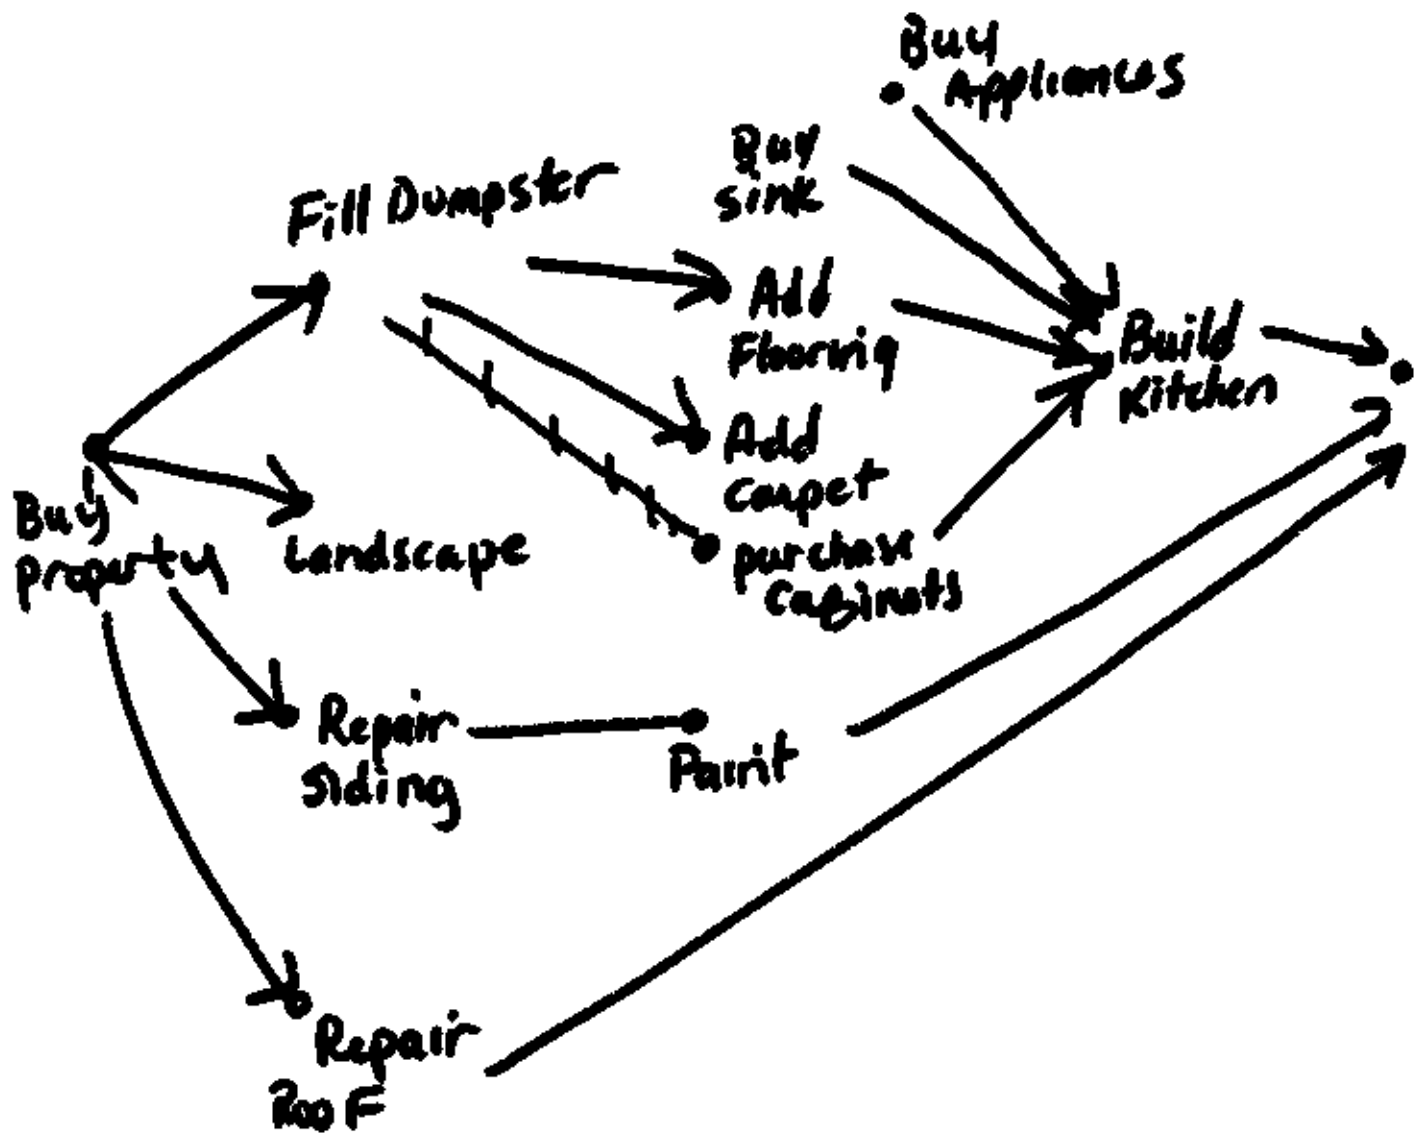 Buy
Appliances
Buy
sink
Fill Dumpster
Add
Flooring
Build
Kitchen
Add
carpet
Buy
property
Landscape
purchase
Cabinots
Repair
Siding
Paint
Repair
Roof